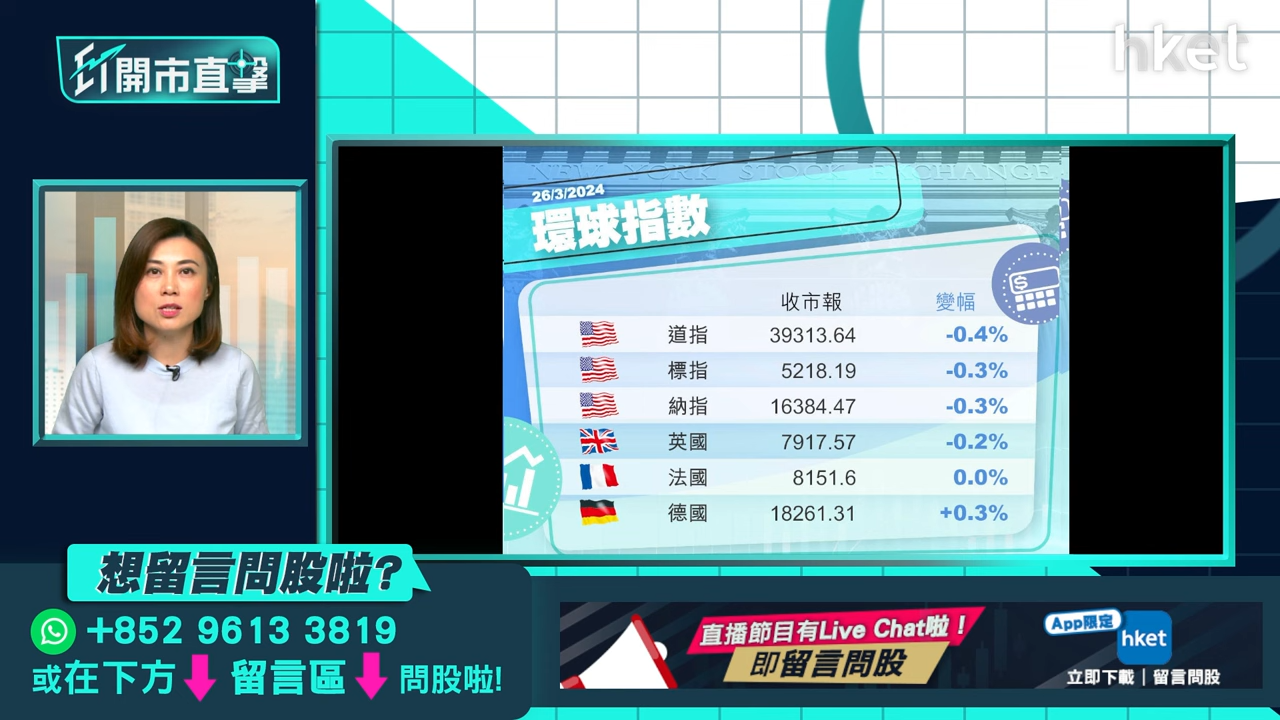 ET開市直擊
hket
NEW YORK STOCK EXCHANGE
26/3/2024
環球指數
收市報 變幅
道指 39313.64 -0.4%
標指 5218.19 -0.3%
納指 16384.47 -0.3%
英國 7917.57 -0.2%
法國 8151.6 0.0%
德國 18261.31 +0.3%
想留言問股啦?
+852 9613 3819
或在下方 留言區 問股啦!
直播節目有Live Chat啦！
即留言問股
App限定
hket
立即下載｜留言問股